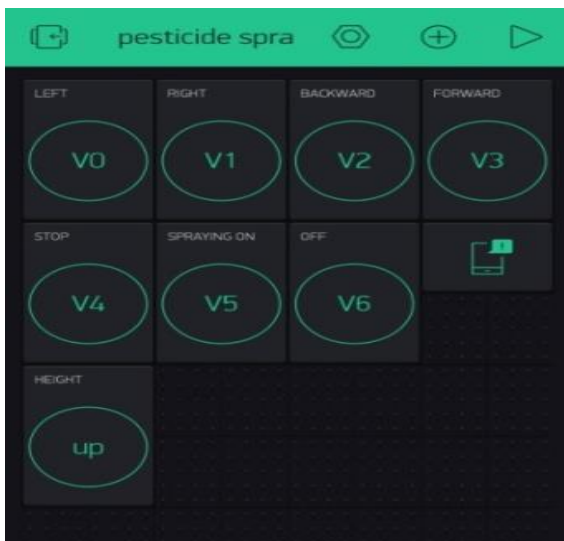 pesticide spra
LEFT RIGHT BACKWARD FORWARD
V0 V1 V2 V3
STOP SPRAYING ON OFF
V4 V5 V6
HEIGHT
up